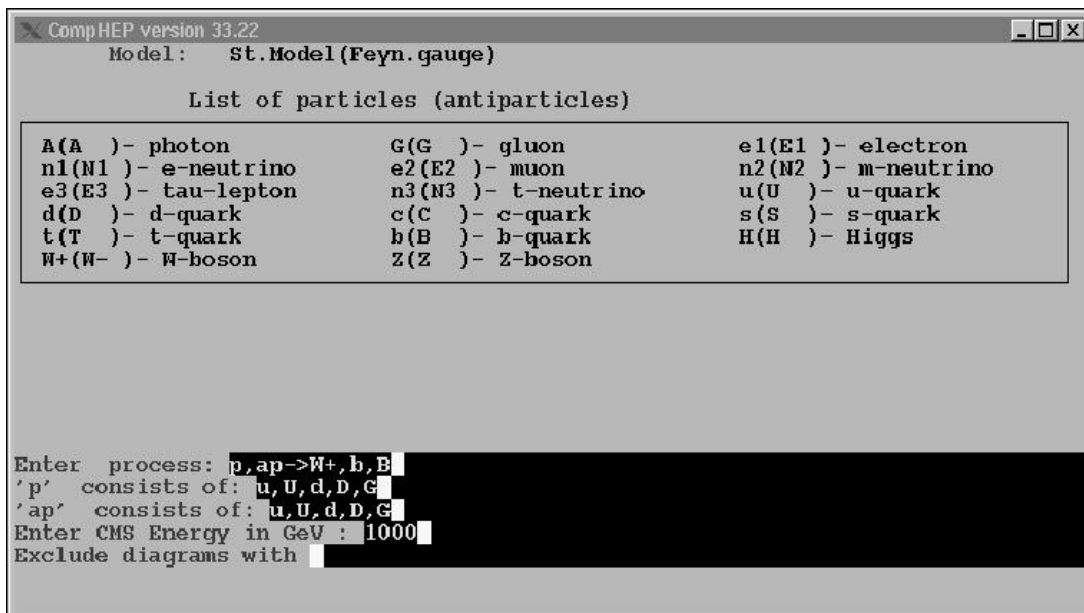 CompHEP version 33.22
Model: St.Model(Feyn.gauge)
List of particles (antiparticles)
A(A )- photon G(G )- gluon e1(E1 )- electron
n1(N1 )- e-neutrino e2(E2 )- muon n2(N2 )- m-neutrino
e3(E3 )- tau-lepton n3(N3 )- t-neutrino u(U )- u-quark
d(D )- d-quark c(C )- c-quark s(S )- s-quark
t(T )- t-quark b(B )- b-quark H(H )- Higgs
W+(W- )- W-boson Z(Z )- Z-boson
Enter process: p,ap->W+,b,B
'p' consists of: u,U,d,D,G
'ap' consists of: u,U,d,D,G
Enter CMS Energy in GeV : 1000
Exclude diagrams with